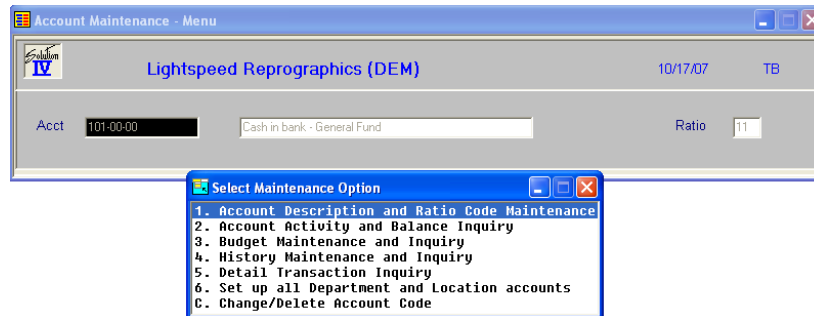 Account Maintenance - Menu
Solution
IV
Lightspeed Reprographics (DEM) 10/17/07 TB
Acct 101-00-00 Cash in bank - General Fund Ratio 11
Select Maintenance Option
1. Account Description and Ratio Code Maintenance
2. Account Activity and Balance Inquiry
3. Budget Maintenance and Inquiry
4. History Maintenance and Inquiry
5. Detail Transaction Inquiry
6. Set up all Department and Location accounts
C. Change/Delete Account Code